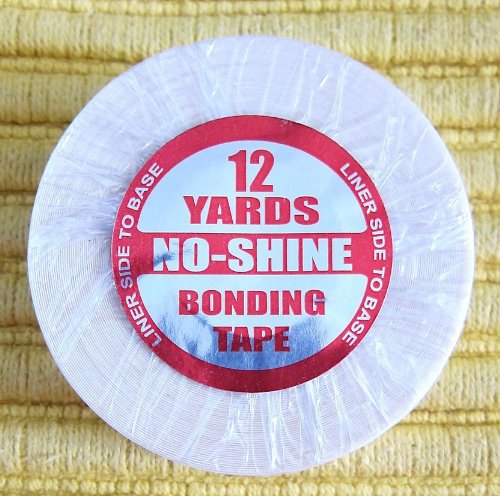 12
YARDS
NO-SHINE
BONDING
TAPE
LINER SIDE TO BASE
LINER SIDE TO BASE